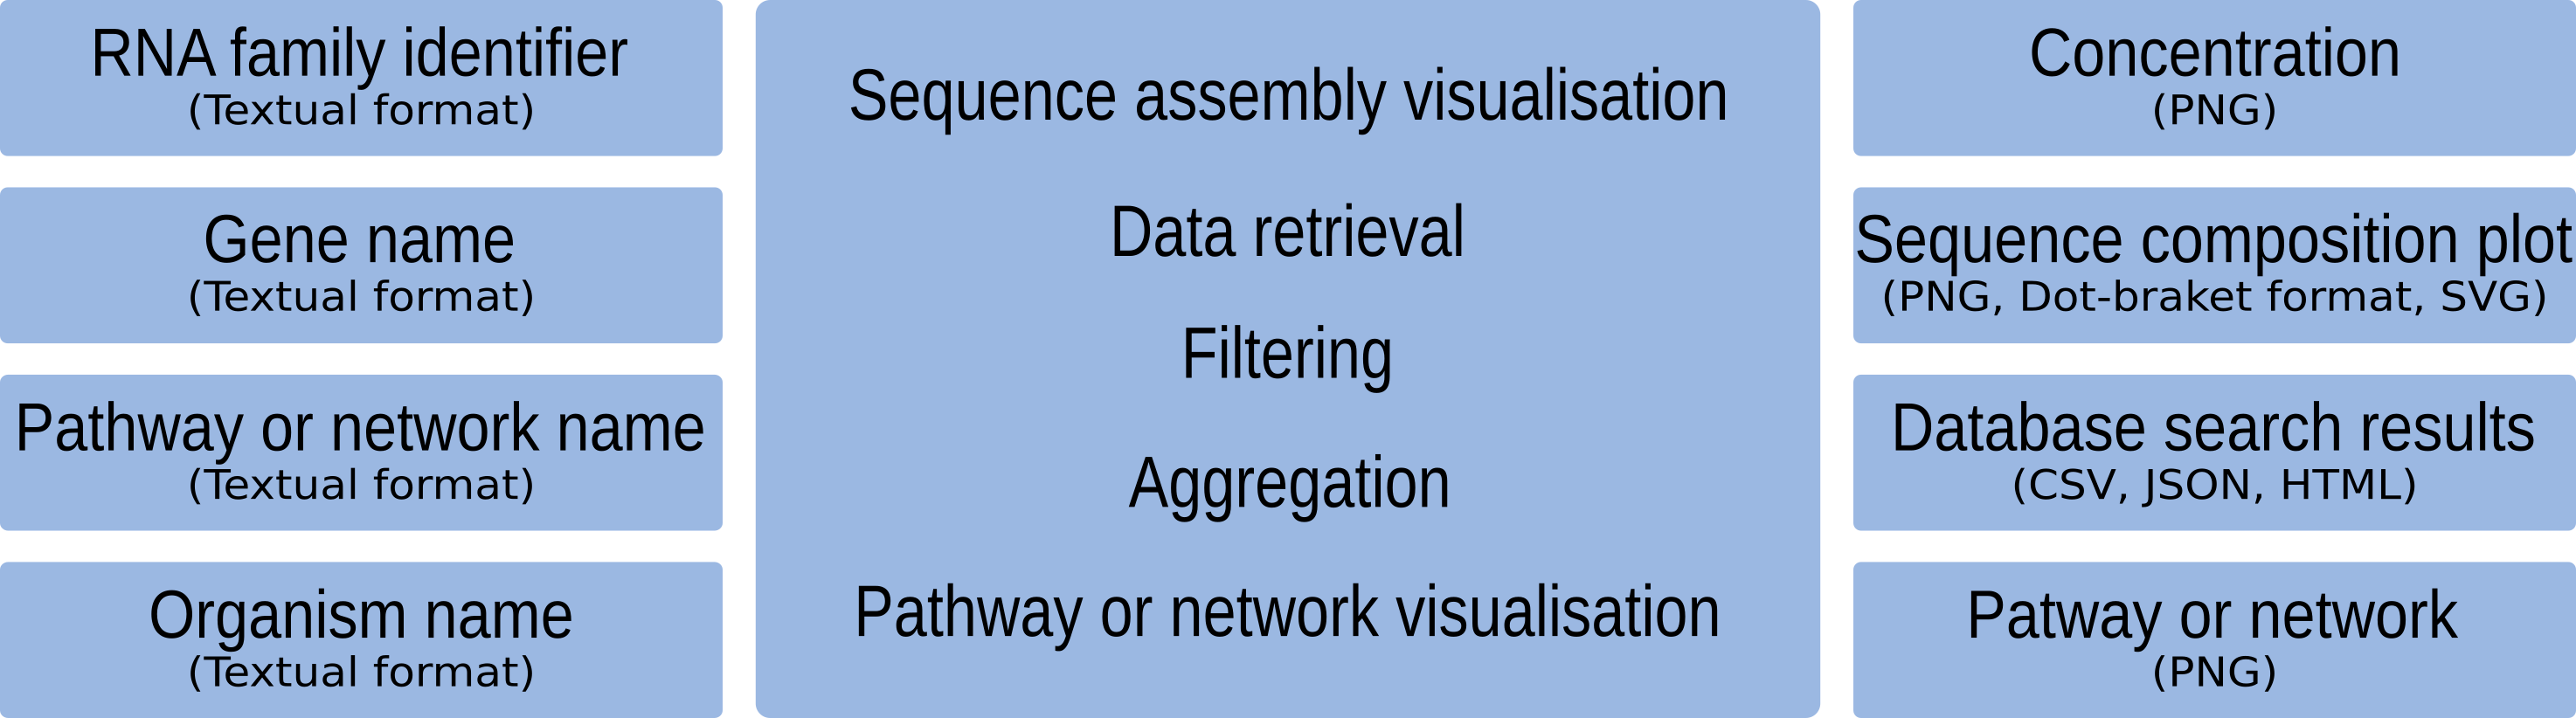 RNA family identifier
(Textual format)
Gene name
(Textual format)
Pathway or network name
(Textual format)
Organism name
(Textual format)
Sequence assembly visualisation
Data retrieval
Filtering
Aggregation
Pathway or network visualisation
Concentration
(PNG)
Sequence composition plot
(PNG, Dot-braket format, SVG)
Database search results
(CSV, JSON, HTML)
Patway or network
(PNG)